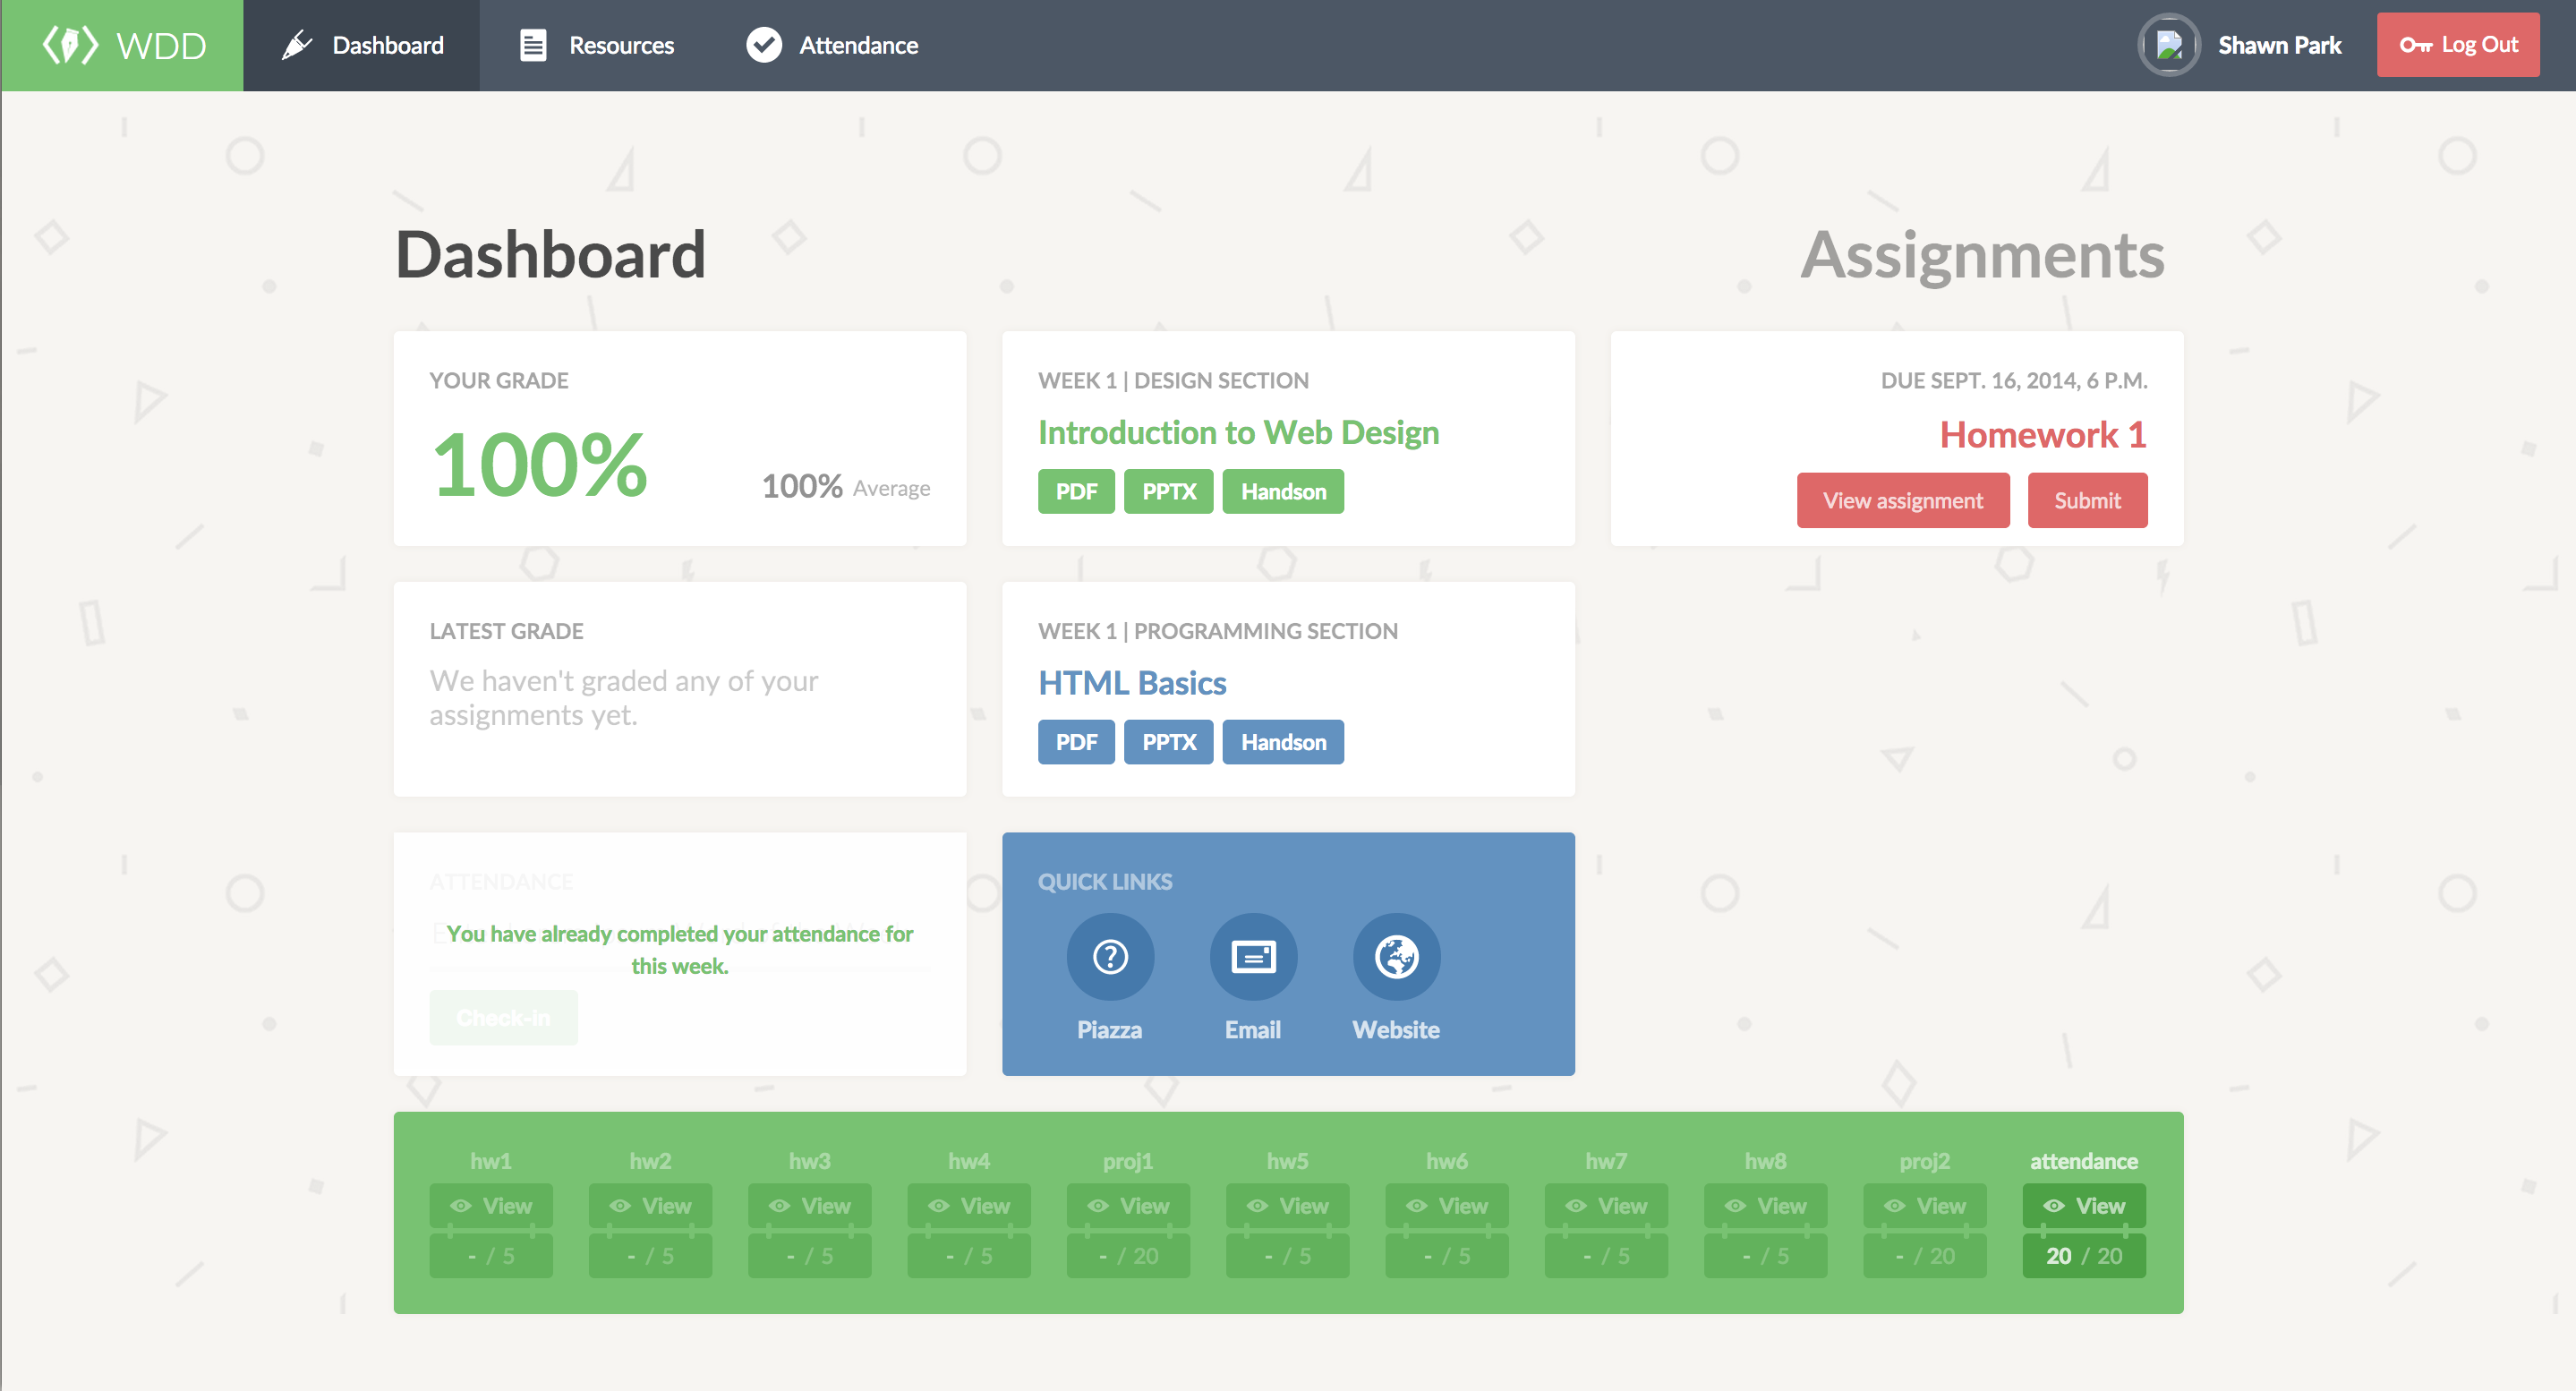 WDD
Dashboard
Resources
Attendance
Shawn Park
Log Out
Dashboard
Assignments
YOUR GRADE
100%
100% Average
WEEK 1 | DESIGN SECTION
Introduction to Web Design
PDF PPTX Handson
DUE SEPT. 16, 2014, 6 P.M.
Homework 1
View assignment Submit
LATEST GRADE
We haven't graded any of your
assignments yet.
WEEK 1 | PROGRAMMING SECTION
HTML Basics
PDF PPTX Handson
ATTENDANCE
You have already completed your attendance for
this week.
Check-in
QUICK LINKS
Piazza Email Website
hw1 hw2 hw3 hw4 proj1 hw5 hw6 hw7 hw8 proj2 attendance
View View View View View View View View View View View
- / 5 - / 5 - / 5 - / 5 - / 20 - / 5 - / 5 - / 5 - / 5 - / 20 20 / 20